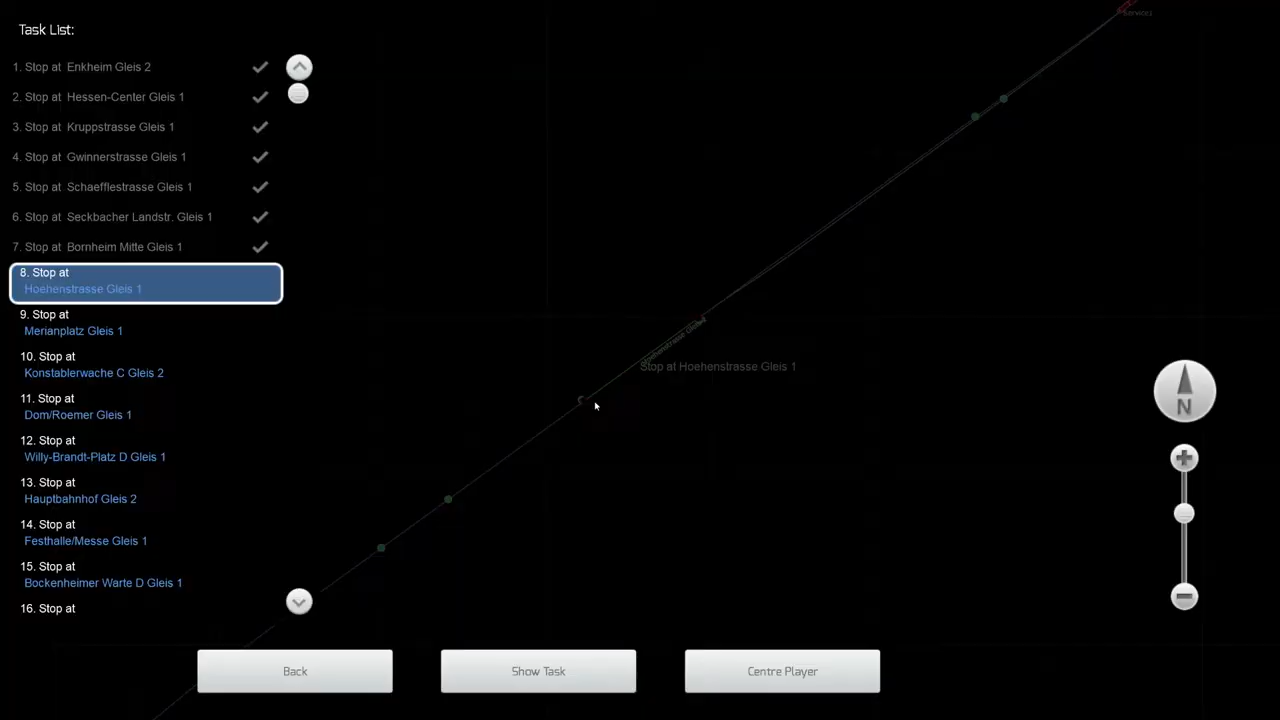 Task List:
1. Stop at Enkheim Gleis 2
2. Stop at Hessen-Center Gleis 1
3. Stop at Kruppstrasse Gleis 1
4. Stop at Gwinnerstrasse Gleis 1
5. Stop at Schaefflestrasse Gleis 1
6. Stop at Seckbacher Landstr. Gleis 1
7. Stop at Bornheim Mitte Gleis 1
8. Stop at
Hoehenstrasse Gleis 1
9. Stop at
Merianplatz Gleis 1
10. Stop at
Konstablerwache C Gleis 2
11. Stop at
Dom/Roemer Gleis 1
12. Stop at
Willy-Brandt-Platz D Gleis 1
13. Stop at
Hauptbahnhof Gleis 2
14. Stop at
Festhalle/Messe Gleis 1
15. Stop at
Bockenheimer Warte D Gleis 1
16. Stop at
Stop at Hoehenstrasse Gleis 1
N
Back
Show Task
Centre Player